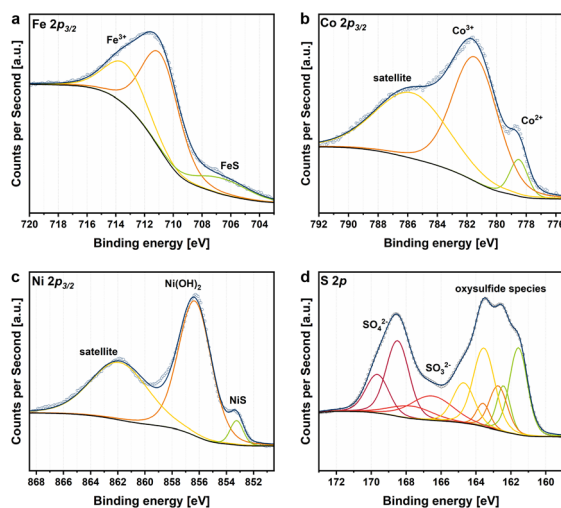 a Fe 2p3/2
Fe³⁺
FeS
Counts per Second [a.u.]
720 718 716 714 712 710 708 706 704
Binding energy [eV]
b Co 2p3/2
Co³⁺
satellite
Co²⁺
Counts per Second [a.u.]
792 790 788 786 784 782 780 778 776
Binding energy [eV]
c Ni 2p3/2
Ni(OH)₂
satellite
NiS
Counts per Second [a.u.]
868 866 864 862 860 858 856 854 852
Binding energy [eV]
d S 2p
oxysulfide species
SO₄²⁻
SO₃²⁻
Counts per Second [a.u.]
172 170 168 166 164 162 160
Binding energy [eV]